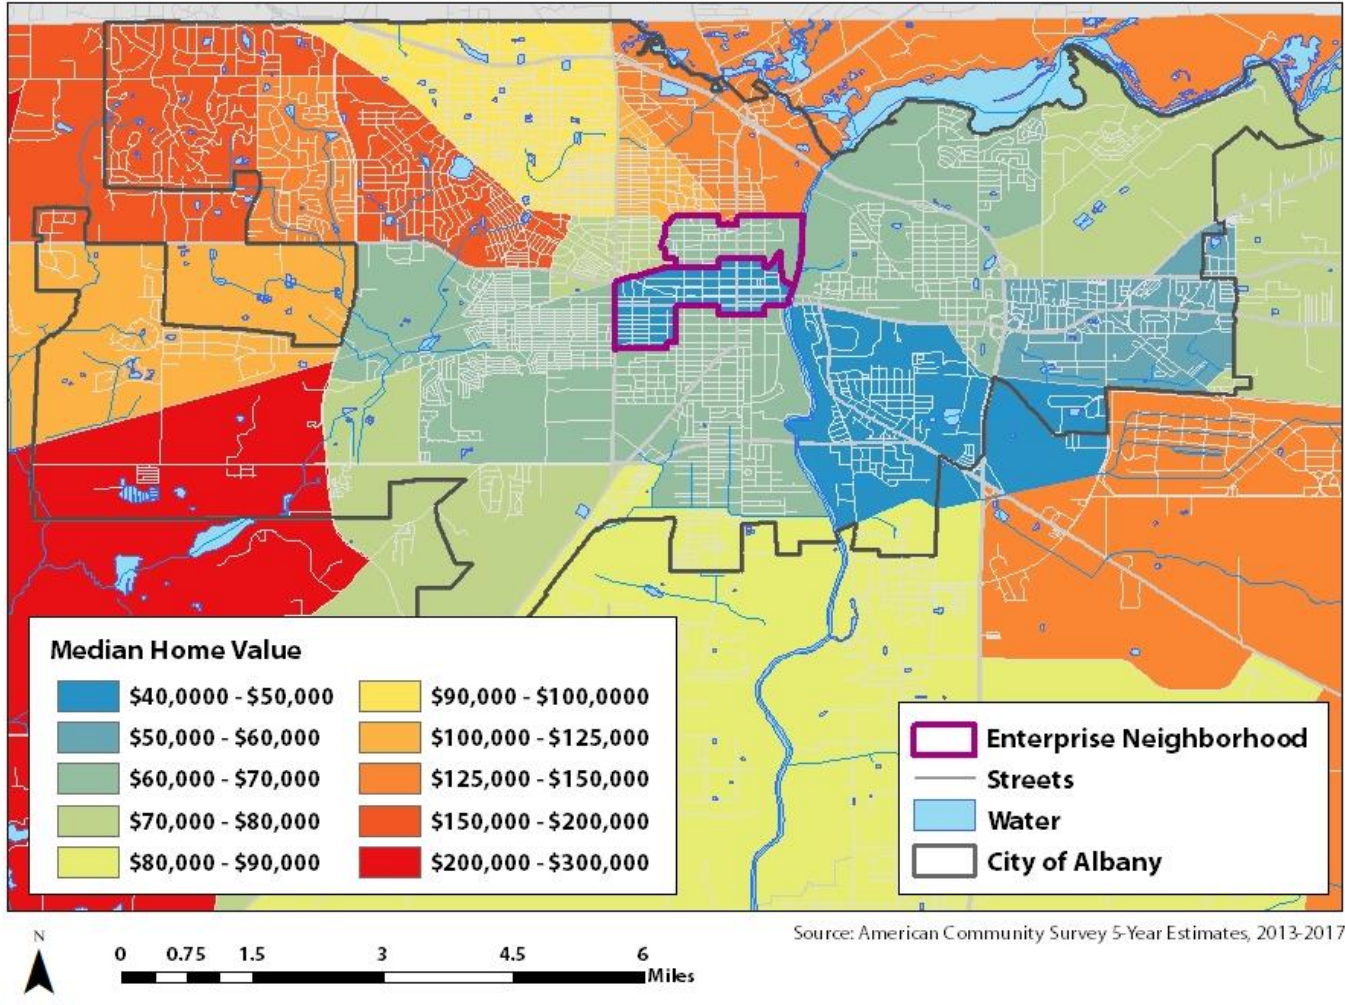 Median Home Value
$40,0000 - $50,000
$50,000 - $60,000
$60,000 - $70,000
$70,000 - $80,000
$80,000 - $90,000
$90,000 - $100,0000
$100,000 - $125,000
$125,000 - $150,000
$150,000 - $200,000
$200,000 - $300,000
Enterprise Neighborhood
Streets
Water
City of Albany
Source: American Community Survey 5-Year Estimates, 2013-2017
N
0 0.75 1.5 3 4.5 6
Miles